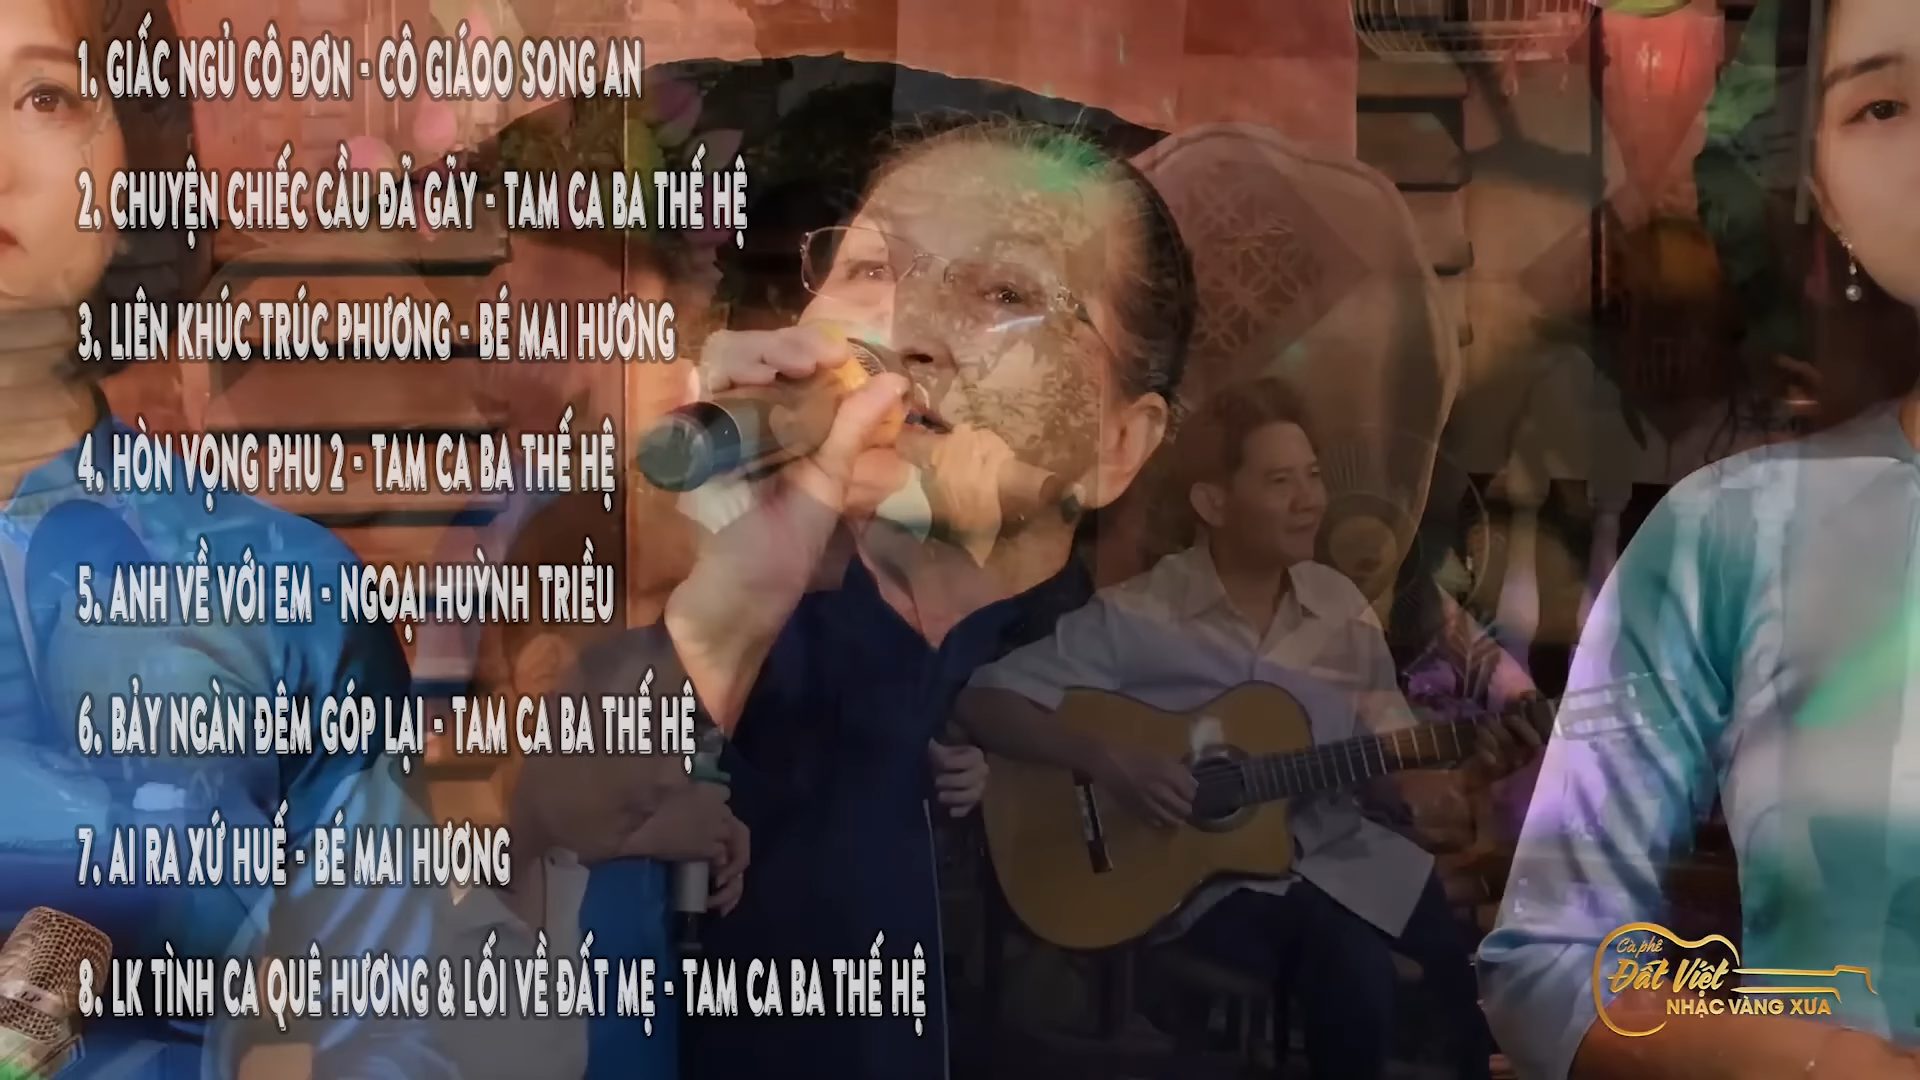 1. GIẤC NGỦ CÔ ĐƠN - CÔ GIÁOO SONG AN
2. CHUYỆN CHIẾC CẦU ĐÃ GÃY - TAM CA BA THẾ HỆ
3. LIÊN KHÚC TRÚC PHƯƠNG - BÉ MAI HƯƠNG
4. HÒN VỌNG PHU 2 - TAM CA BA THẾ HỆ
5. ANH VỀ VỚI EM - NGOẠI HUỲNH TRIỀU
6. BẢY NGÀN ĐÊM GÓP LẠI - TAM CA BA THẾ HỆ
7. AI RA XỨ HUẾ - BÉ MAI HƯƠNG
8. LK TÌNH CA QUÊ HƯƠNG & LỐI VỀ ĐẤT MẸ - TAM CA BA THẾ HỆ
Cà phê
Đất Việt
NHẠC VÀNG XƯA